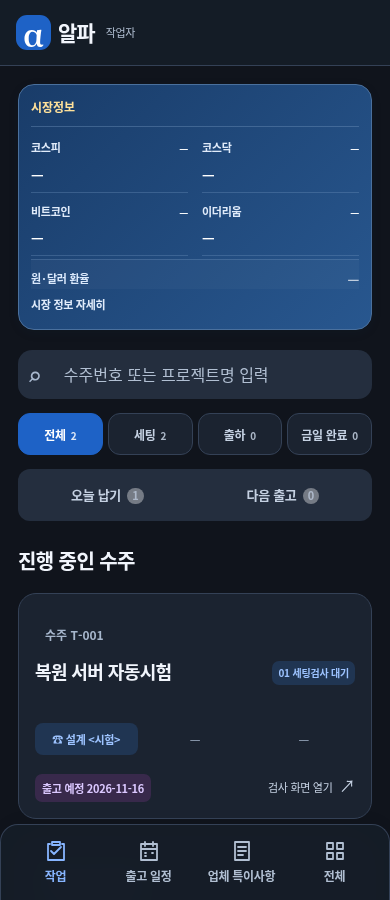 α 알파 작업자
시장정보
코스피 — 코스닥 —
— —
비트코인 — 이더리움 —
— —
원·달러 환율 —
시장 정보 자세히
수주번호 또는 프로젝트명 입력
전체 2 세팅 2 출하 0 금일 완료 0
오늘 납기 1 다음 출고 0
진행 중인 수주
수주 T-001
복원 서버 자동시험 01 세팅검사 대기
☎ 설계 <시험> — —
출고 예정 2026-11-16 검사 화면 열기 ↗
작업 출고 일정 업체 특이사항 전체